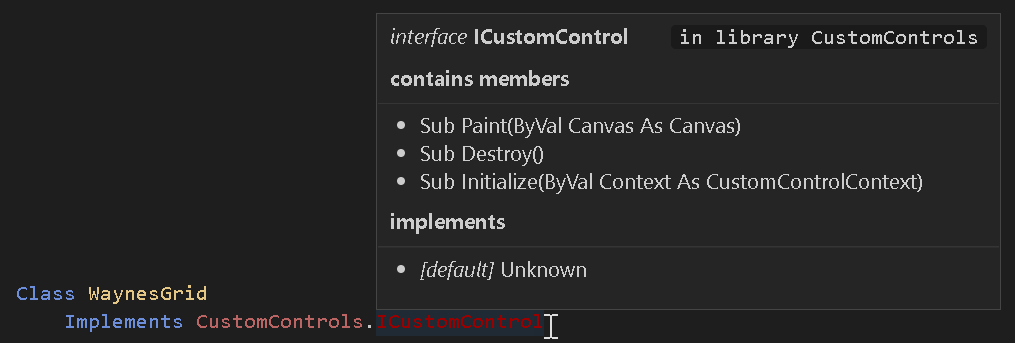 interface ICustomControl in library CustomControls
contains members
• Sub Paint(ByVal Canvas As Canvas)
• Sub Destroy()
• Sub Initialize(ByVal Context As CustomControlContext)
implements
• [default] Unknown
Class WaynesGrid
Implements CustomControls.ICustomControl